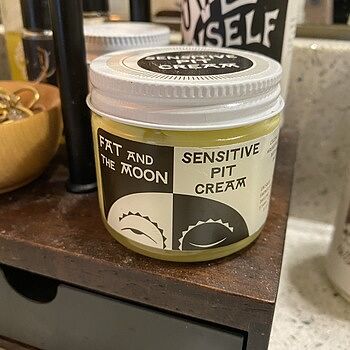 SENSITIVE
PIT
CREAM
FAT AND
THE MOON
SENSITIVE
PIT
CREAM
SELF